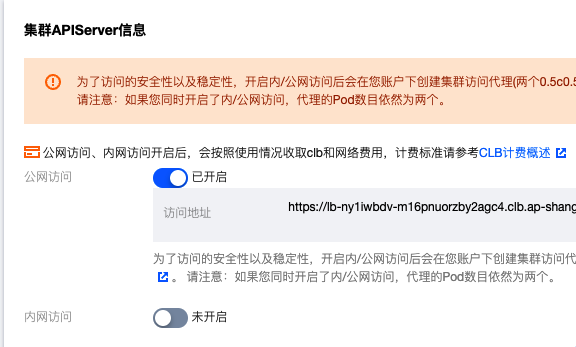 集群APIServer信息
为了访问的安全性以及稳定性，开启内/公网访问后会在您账户下创建集群访问代理(两个0.5c0.5
请注意：如果您同时开启了内/公网访问，代理的Pod数目依然为两个。
公网访问、内网访问开启后，会按照使用情况收取clb和网络费用，计费标准请参考CLB计费概述
公网访问 已开启
访问地址 https://lb-ny1iwbdv-m16pnuorzby2agc4.clb.ap-shang
为了访问的安全性以及稳定性，开启内/公网访问后会在您账户下创建集群访问代
。 请注意：如果您同时开启了内/公网访问，代理的Pod数目依然为两个。
内网访问 未开启